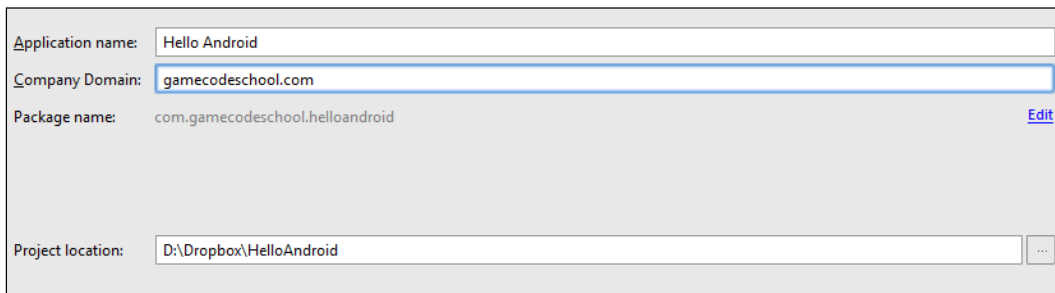 Application name: Hello Android
Company Domain: gamecodeschool.com
Package name: com.gamecodeschool.helloandroid Edit
Project location: D:\Dropbox\HelloAndroid ...